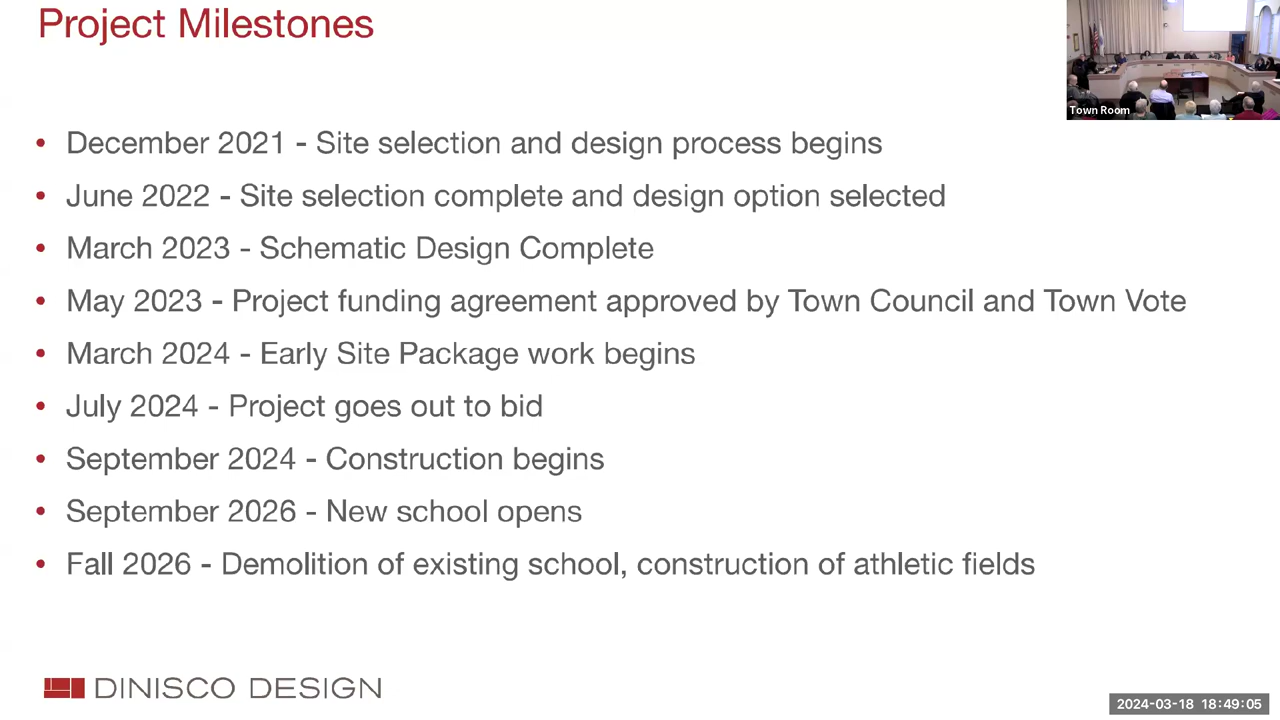 Project Milestones
Town Room
• December 2021 - Site selection and design process begins
• June 2022 - Site selection complete and design option selected
• March 2023 - Schematic Design Complete
• May 2023 - Project funding agreement approved by Town Council and Town Vote
• March 2024 - Early Site Package work begins
• July 2024 - Project goes out to bid
• September 2024 - Construction begins
• September 2026 - New school opens
• Fall 2026 - Demolition of existing school, construction of athletic fields
DINISCO DESIGN
2024-03-18 18:49:05